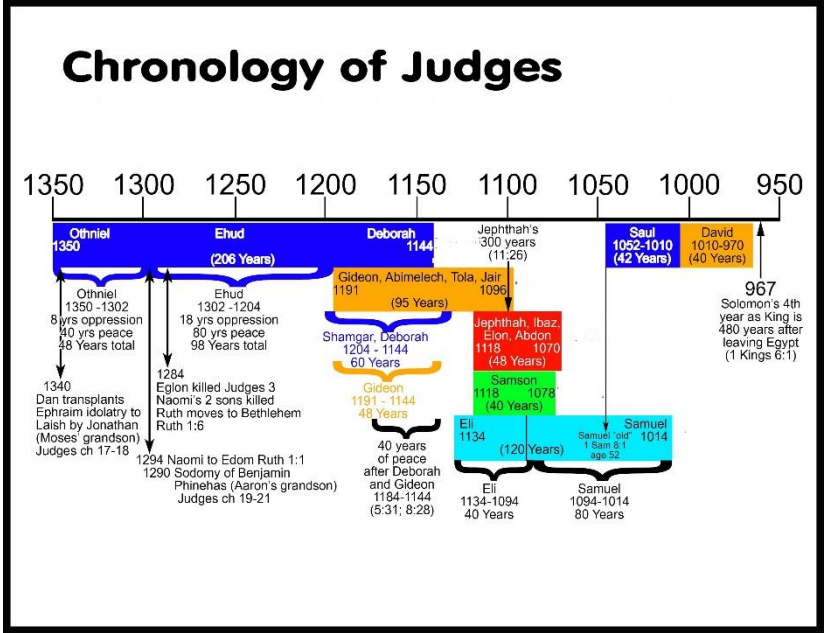 Chronology of Judges
1350 1300 1250 1200 1150 1100 1050 1000 950
Othniel
1350
Ehud
(206 Years)
Deborah
1144
Jephthah's
300 years
(11:26)
Saul
1052-1010
(42 Years)
David
1010-970
(40 Years)
Gideon, Abimelech, Tola, Jair
1191 1096
(95 Years)
Othniel
1350 -1302
8 yrs oppression
40 yrs peace
48 Years total
Ehud
1302 -1204
18 yrs oppression
80 yrs peace
98 Years total
967
Solomon's 4th
year as King is
480 years after
leaving Egypt
(1 Kings 6:1)
Shamgar, Deborah
1204 - 1144
60 Years
Jephthah, Ibaz,
Elon, Abdon
1118 1070
(48 Years)
Gideon
1191 - 1144
48 Years
Samson
1118 1078
(40 Years)
1340
Dan transplants
Ephraim idolatry to
Laish by Jonathan
(Moses' grandson)
Judges ch 17-18
1284
Eglon killed Judges 3
Naomi's 2 sons killed
Ruth moves to Bethlehem
Ruth 1:6
Eli
1134
(120 Years)
Samuel "old"
1 Sam 8:1
age 52
Samuel
1014
40 years
of peace
after Deborah
and Gideon
1184-1144
(5:31; 8:28)
1294 Naomi to Edom Ruth 1:1
1290 Sodomy of Benjamin
Phinehas (Aaron's grandson)
Judges ch 19-21
Eli
1134-1094
40 Years
Samuel
1094-1014
80 Years